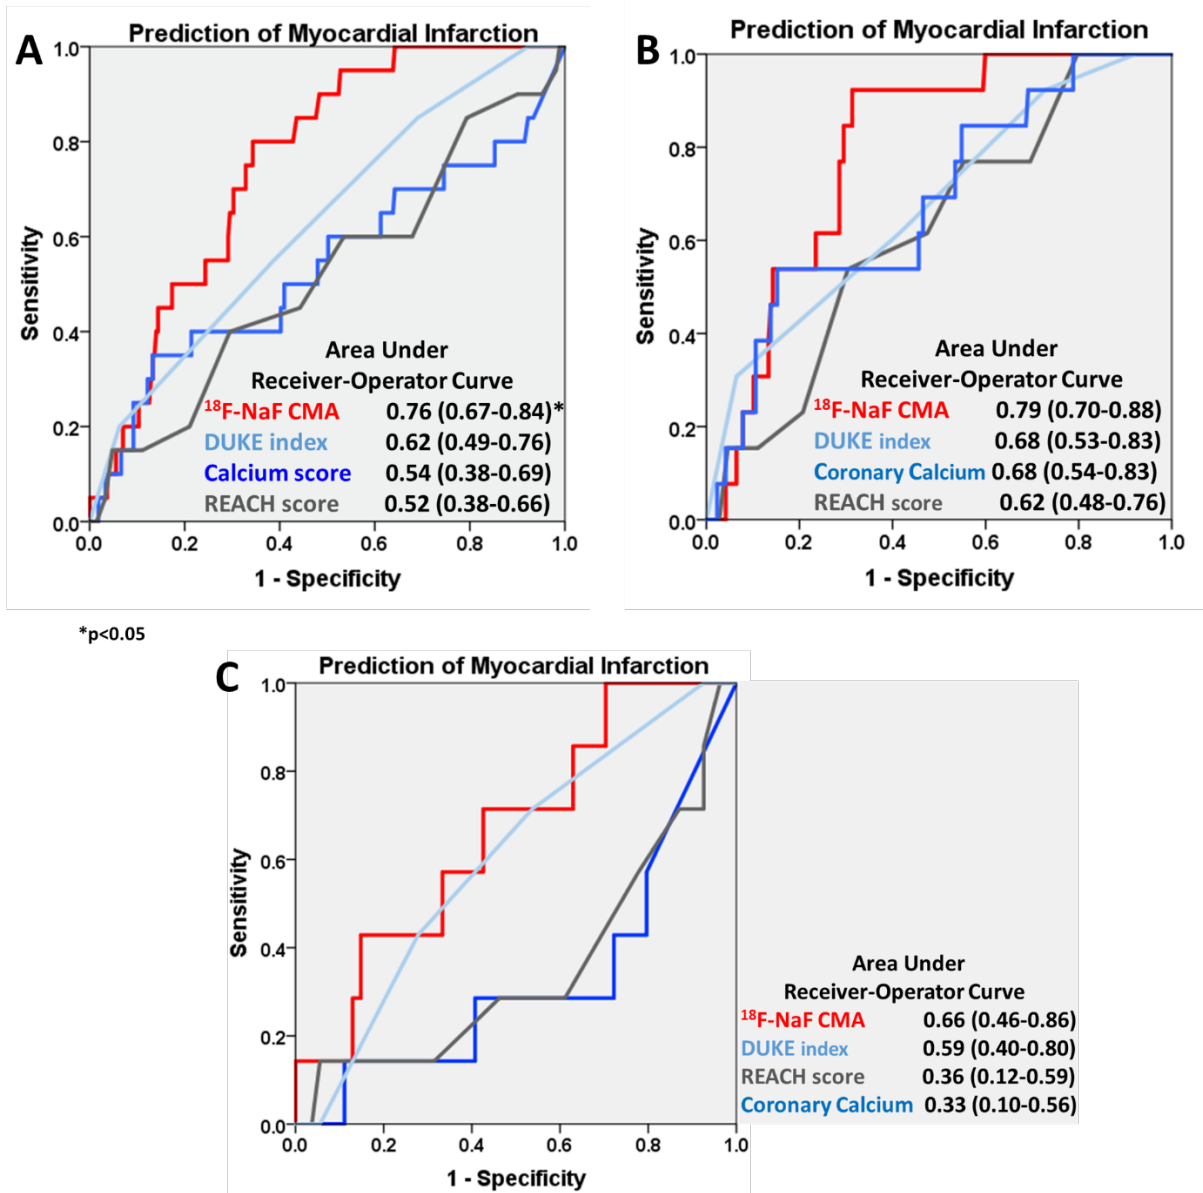 A
Prediction of Myocardial Infarction
1.0
0.8
0.6
0.4
0.2
0.0
Sensitivity
0.0 0.2 0.4 0.6 0.8 1.0
1 - Specificity
Area Under
Receiver-Operator Curve
18F-NaF CMA 0.76 (0.67-0.84)*
DUKE index 0.62 (0.49-0.76)
Calcium score 0.54 (0.38-0.69)
REACH score 0.52 (0.38-0.66)
*p<0.05
B
Prediction of Myocardial Infarction
1.0
0.8
0.6
0.4
0.2
0.0
Sensitivity
0.0 0.2 0.4 0.6 0.8 1.0
1 - Specificity
Area Under
Receiver-Operator Curve
18F-NaF CMA 0.79 (0.70-0.88)
DUKE index 0.68 (0.53-0.83)
Coronary Calcium 0.68 (0.54-0.83)
REACH score 0.62 (0.48-0.76)
C
Prediction of Myocardial Infarction
1.0
0.8
0.6
0.4
0.2
0.0
Sensitivity
0.0 0.2 0.4 0.6 0.8 1.0
1 - Specificity
Area Under
Receiver-Operator Curve
18F-NaF CMA 0.66 (0.46-0.86)
DUKE index 0.59 (0.40-0.80)
REACH score 0.36 (0.12-0.59)
Coronary Calcium 0.33 (0.10-0.56)